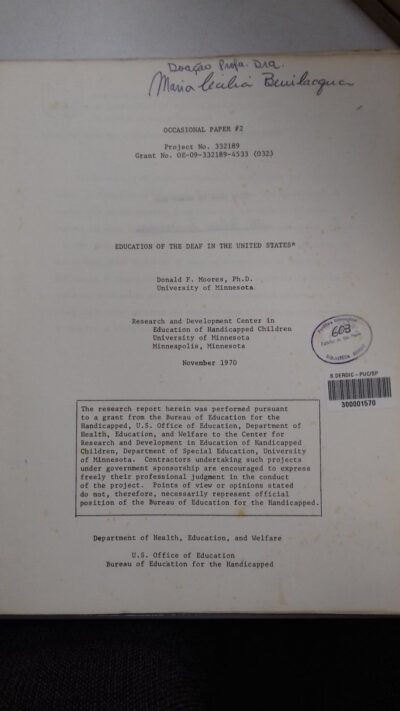 Doação Profa. Dra.
Maria Cecilia Bevilacqua
OCCASIONAL PAPER #2
Project No. 332189
Grant No. OE-09-332189-4533 (032)
EDUCATION OF THE DEAF IN THE UNITED STATES*
Donald F. Moores, Ph.D.
University of Minnesota
Research and Development Center in
Education of Handicapped Children
University of Minnesota
Minneapolis, Minnesota
November 1970
603
B DERDIC - PUC/SP
300001570
The research report herein was performed pursuant
to a grant from the Bureau of Education for the
Handicapped, U.S. Office of Education, Department of
Health, Education, and Welfare to the Center for
Research and Development in Education of Handicapped
Children, Department of Special Education, University
of Minnesota. Contractors undertaking such projects
under government sponsorship are encouraged to express
freely their professional judgment in the conduct
of the project. Points of view or opinions stated
do not, therefore, necessarily represent official
position of the Bureau of Education for the Handicapped.
Department of Health, Education, and Welfare
U.S. Office of Education
Bureau of Education for the Handicapped